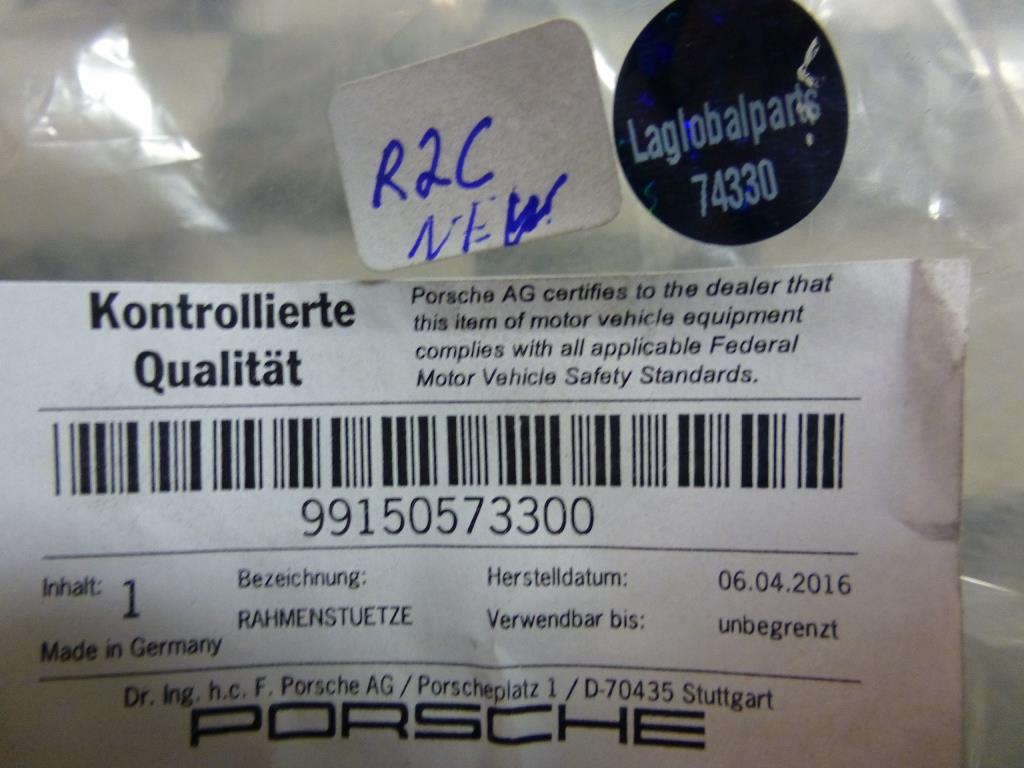 R2C
NEW
Laglobalparts
74330
Kontrollierte
Qualität
Porsche AG certifies to the dealer that
this item of motor vehicle equipment
complies with all applicable Federal
Motor Vehicle Safety Standards.
99150573300
Inhalt: 1
Made in Germany
Bezeichnung:
RAHMENSTUETZE
Herstelldatum: 06.04.2016
Verwendbar bis: unbegrenzt
Dr. Ing. h.c. F. Porsche AG / Porscheplatz 1 / D-70435 Stuttgart
PORSCHE